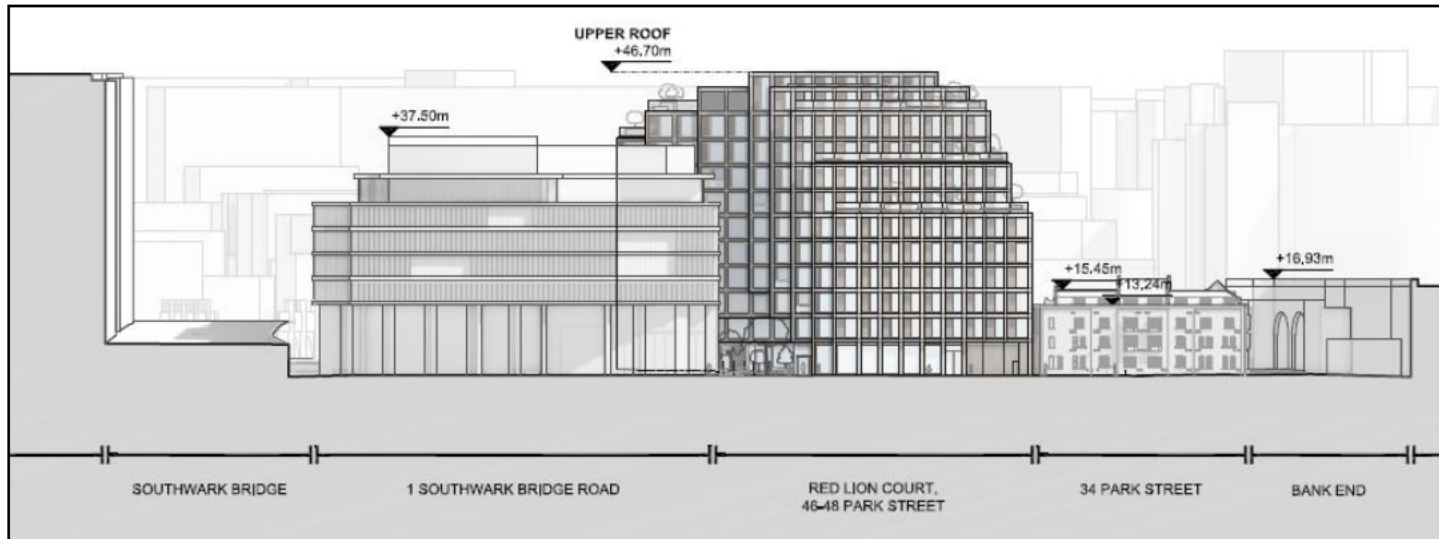 UPPER ROOF
+46.70m
+37.50m
+15.45m
+13,24m
+16,93m
SOUTHWARK BRIDGE
1 SOUTHWARK BRIDGE ROAD
RED LION COURT,
46-48 PARK STREET
34 PARK STREET
BANK END